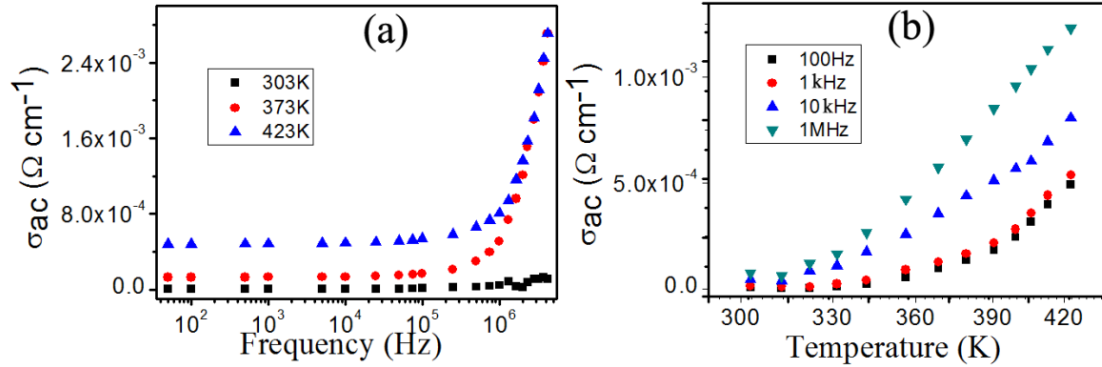 (a)
σac (Ω cm⁻¹)
2.4x10⁻³
1.6x10⁻³
8.0x10⁻⁴
0.0
303K
373K
423K
10² 10³ 10⁴ 10⁵ 10⁶
Frequency (Hz)
(b)
σac (Ω cm⁻¹)
1.0x10⁻³
5.0x10⁻⁴
0.0
100Hz
1kHz
10kHz
1MHz
300 330 360 390 420
Temperature (K)